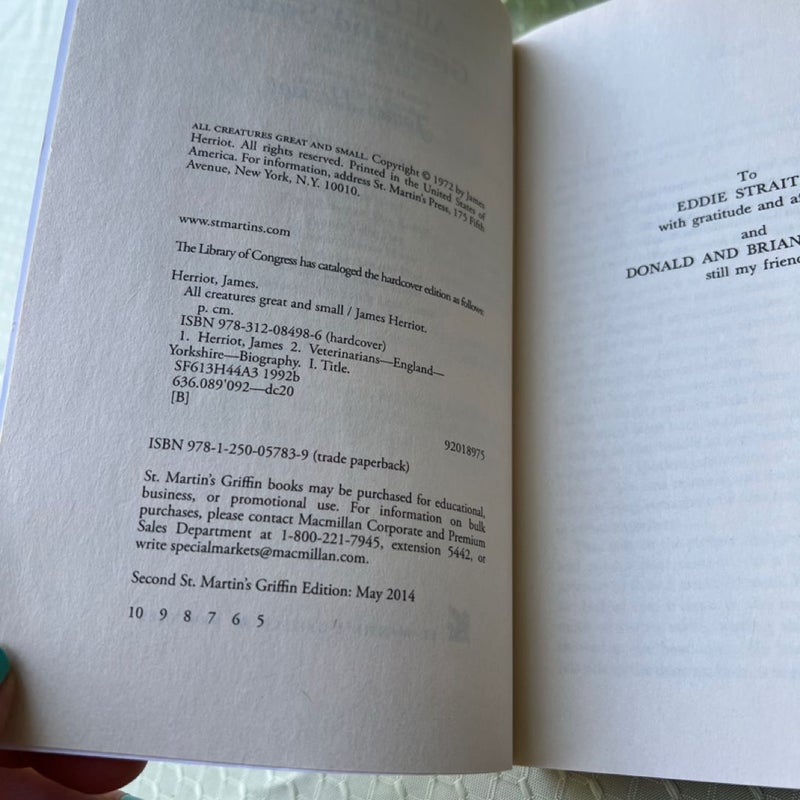 ALL CREATURES GREAT AND SMALL. Copyright © 1972 by James
Herriot. All rights reserved. Printed in the United States of
America. For information, address St. Martin's Press, 175 Fifth
Avenue, New York, N.Y. 10010.
www.stmartins.com
The Library of Congress has cataloged the hardcover edition as follows:
Herriot, James.
All creatures great and small / James Herriot.
p. cm.
ISBN 978-312-08498-6 (hardcover)
1. Herriot, James 2. Veterinarians—England—
Yorkshire—Biography. I. Title.
SF613H44A3 1992b
636.089'092—dc20
[B]
92018975
ISBN 978-1-250-05783-9 (trade paperback)
St. Martin's Griffin books may be purchased for educational,
business, or promotional use. For information on bulk
purchases, please contact Macmillan Corporate and Premium
Sales Department at 1-800-221-7945, extension 5442, or
write specialmarkets@macmillan.com.
Second St. Martin's Griffin Edition: May 2014
10 9 8 7 6 5
To
EDDIE STRAIT
with gratitude and a
and
DONALD AND BRIAN
still my frien